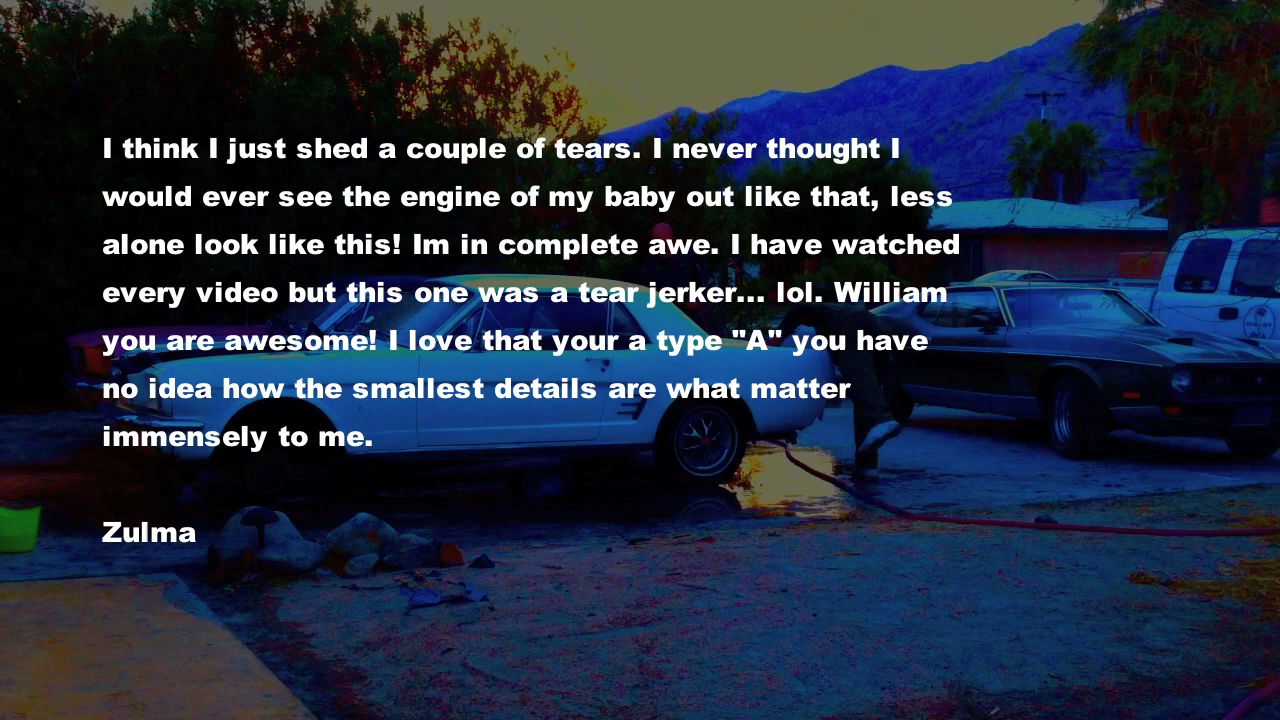 I think I just shed a couple of tears. I never thought I
would ever see the engine of my baby out like that, less
alone look like this! Im in complete awe. I have watched
every video but this one was a tear jerker... lol. William
you are awesome! I love that your a type "A" you have
no idea how the smallest details are what matter
immensely to me.
Zulma